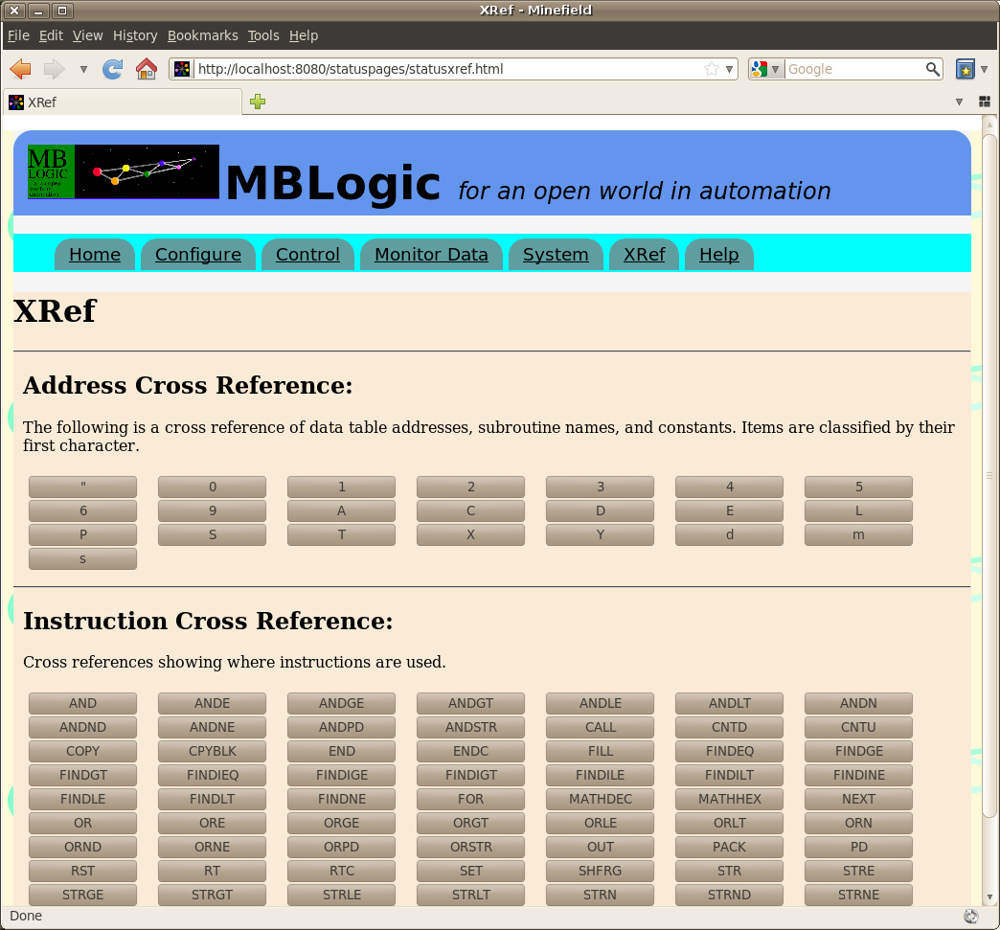 XRef - Minefield
File Edit View History Bookmarks Tools Help
http://localhost:8080/statuspages/statusxref.html Google
XRef
MB
LOGIC
MBLogic for an open world in automation
Home Configure Control Monitor Data System XRef Help
XRef
Address Cross Reference:
The following is a cross reference of data table addresses, subroutine names, and constants. Items are classified by their
first character.
" 0 1 2 3 4 5
6 9 A C D E L
P S T X Y d m
s
Instruction Cross Reference:
Cross references showing where instructions are used.
AND ANDE ANDGE ANDGT ANDLE ANDLT ANDN
ANDND ANDNE ANDPD ANDSTR CALL CNTD CNTU
COPY CPYBLK END ENDC FILL FINDEQ FINDGE
FINDGT FINDIEQ FINDIGE FINDIGT FINDILE FINDILT FINDINE
FINDLE FINDLT FINDNE FOR MATHDEC MATHHEX NEXT
OR ORE ORGE ORGT ORLE ORLT ORN
ORND ORNE ORPD ORSTR OUT PACK PD
RST RT RTC SET SHFRG STR STRE
STRGE STRGT STRLE STRLT STRN STRND STRNE
Done